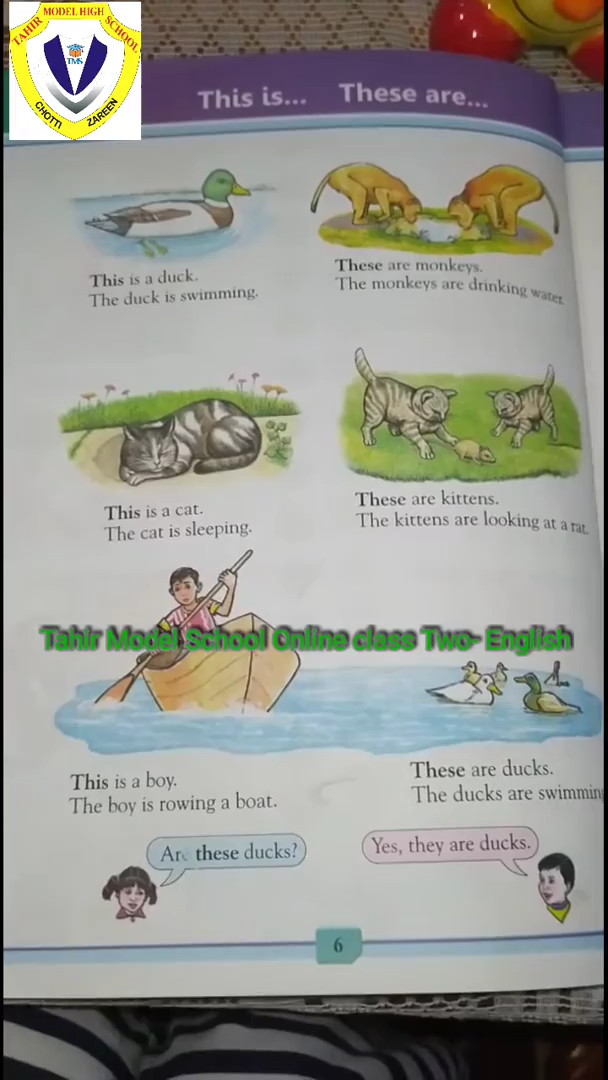 TAHIR MODEL HIGH SCHOOL
TMS
CHOTTI ZAREEN
This is... These are...
This is a duck.
The duck is swimming.
These are monkeys.
The monkeys are drinking water.
This is a cat.
The cat is sleeping.
These are kittens.
The kittens are looking at a rat.
Tahir Model School Online class Two- English
This is a boy.
The boy is rowing a boat.
These are ducks.
The ducks are swimming
Are these ducks?
Yes, they are ducks.
6